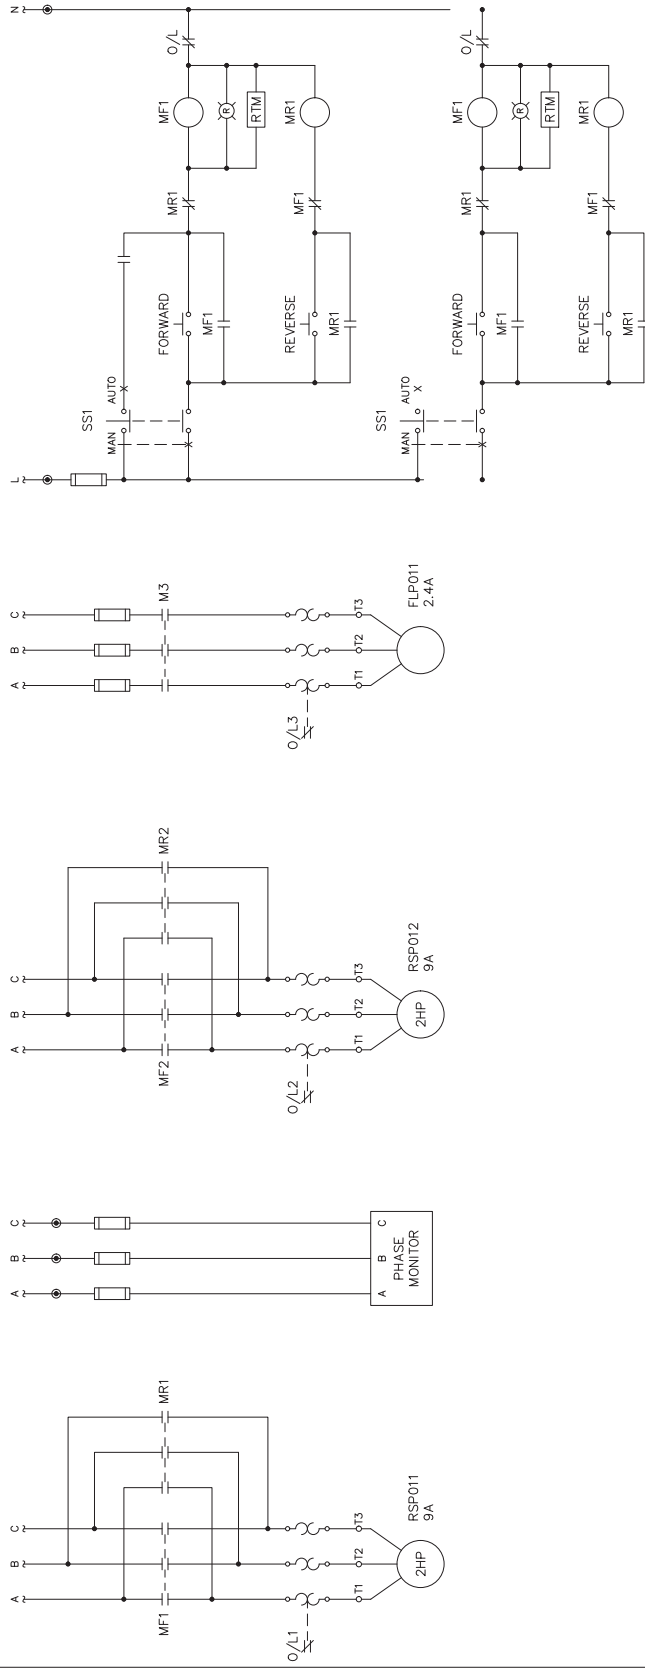 A
B
C
MF1
MR1
O/L1
T1
T2
T3
2HP
RSP011
9A
A
B
C
A
B
C
PHASE
MONITOR
A
B
C
MF2
MR2
O/L2
T1
T2
T3
2HP
RSP012
9A
A
B
C
M3
O/L3
T1
T2
T3
FLP011
2.4A
L
N
SS1
MAN
AUTO
FORWARD
MR1
MF1
O/L
MF1
R
RTM
REVERSE
MF1
MR1
MR1
SS1
MAN
AUTO
FORWARD
MR1
MF1
O/L
MF1
R
RTM
REVERSE
MF1
MR1
MR1